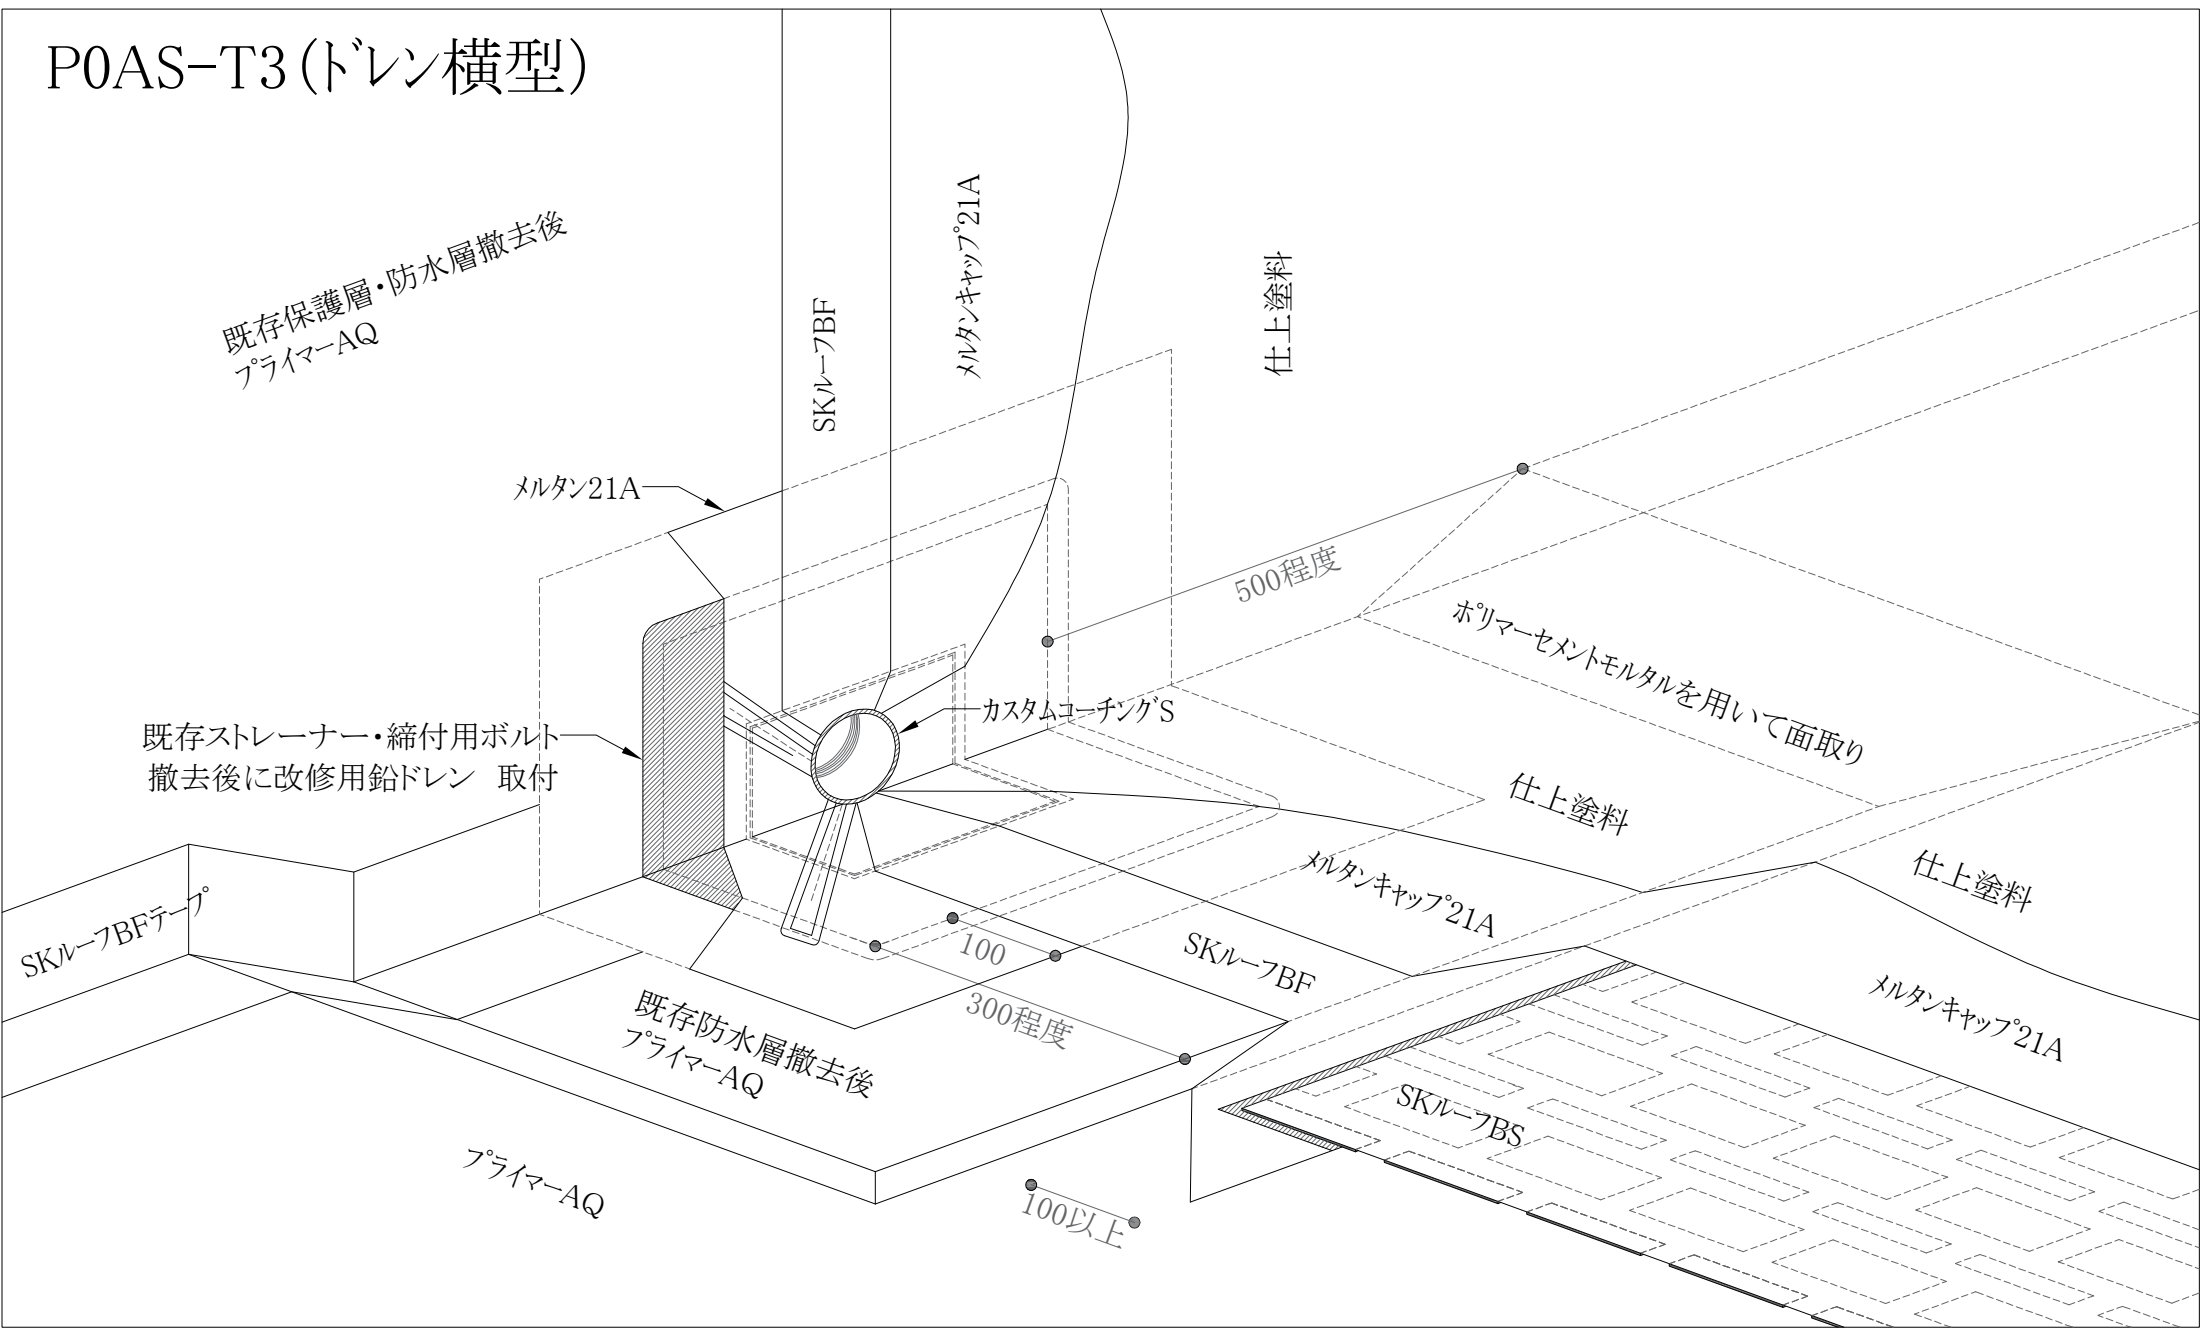 P0AS-T3(ドレン横型)
既存保護層・防水層撤去後
プライマーAQ
SKルーフBF
メルタンキャップ21A
仕上塗料
メルタン21A
500程度
ポリマーセメントモルタルを用いて面取り
カスタムコーチングS
既存ストレーナー・締付用ボルト
撤去後に改修用鉛ドレン 取付
仕上塗料
仕上塗料
メルタンキャップ21A
SKルーフBFテープ
100
SKルーフBF
300程度
既存防水層撤去後
プライマーAQ
メルタンキャップ21A
SKルーフBS
プライマーAQ
100以上